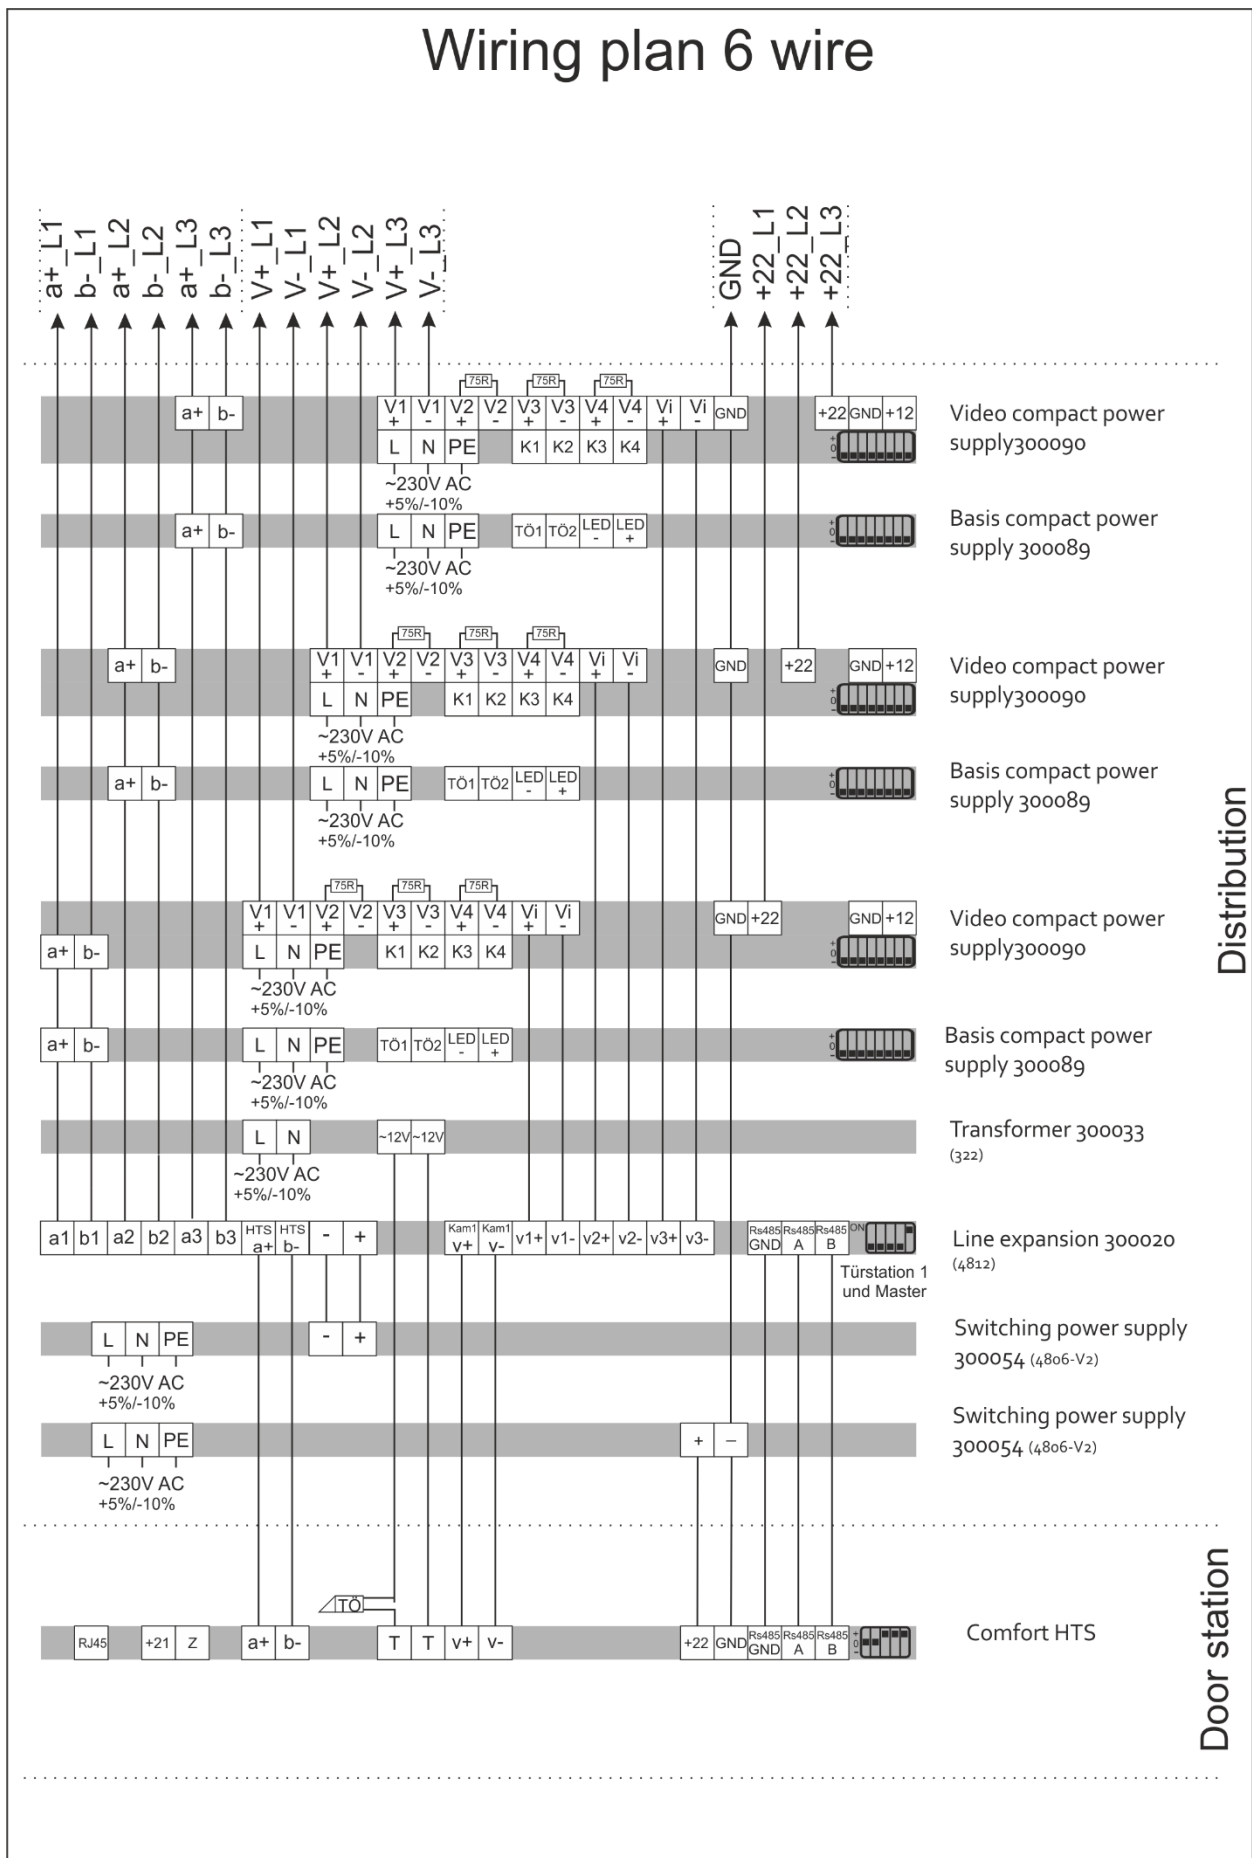 Wiring plan 6 wire
a+_L1 b-_L1 a+_L2 b-_L2 a+_L3 b-_L3 V+_L1 V-_L1 V+_L2 V-_L2 V+_L3 V-_L3 GND +22_L1 +22_L2 +22_L3
75R 75R 75R
a+ b- V1 + V1 - V2 + V2 - V3 + V3 - V4 + V4 - Vi + Vi - GND +22 GND +12
L N PE K1 K2 K3 K4 + 0 -
~230V AC
+5%/-10%
Video compact power
supply300090
a+ b- L N PE TÖ1 TÖ2 LED - LED + + 0 -
~230V AC
+5%/-10%
Basis compact power
supply 300089
75R 75R 75R
a+ b- V1 + V1 - V2 + V2 - V3 + V3 - V4 + V4 - Vi + Vi - GND +22 GND +12
L N PE K1 K2 K3 K4 + 0 -
~230V AC
+5%/-10%
Video compact power
supply300090
a+ b- L N PE TÖ1 TÖ2 LED - LED + + 0 -
~230V AC
+5%/-10%
Basis compact power
supply 300089
Distribution
75R 75R 75R
V1 + V1 - V2 + V2 - V3 + V3 - V4 + V4 - Vi + Vi - GND +22 GND +12
a+ b- L N PE K1 K2 K3 K4 + 0 -
~230V AC
+5%/-10%
Video compact power
supply300090
a+ b- L N PE TÖ1 TÖ2 LED - LED + + 0 -
~230V AC
+5%/-10%
Basis compact power
supply 300089
L N ~12V ~12V
~230V AC
+5%/-10%
Transformer 300033
(322)
a1 b1 a2 b2 a3 b3 HTS a+ HTS b- - + Kam1 v+ Kam1 v- v1+ v1- v2+ v2- v3+ v3- Rs485 GND Rs485 A Rs485 B ON
Türstation 1
und Master
Line expansion 300020
(4812)
L N PE - +
~230V AC
+5%/-10%
Switching power supply
300054 (4806-V2)
L N PE + –
~230V AC
+5%/-10%
Switching power supply
300054 (4806-V2)
TÖ
RJ45 +21 Z a+ b- T T v+ v- +22 GND Rs485 GND Rs485 A Rs485 B + 0 -
Comfort HTS
Door station